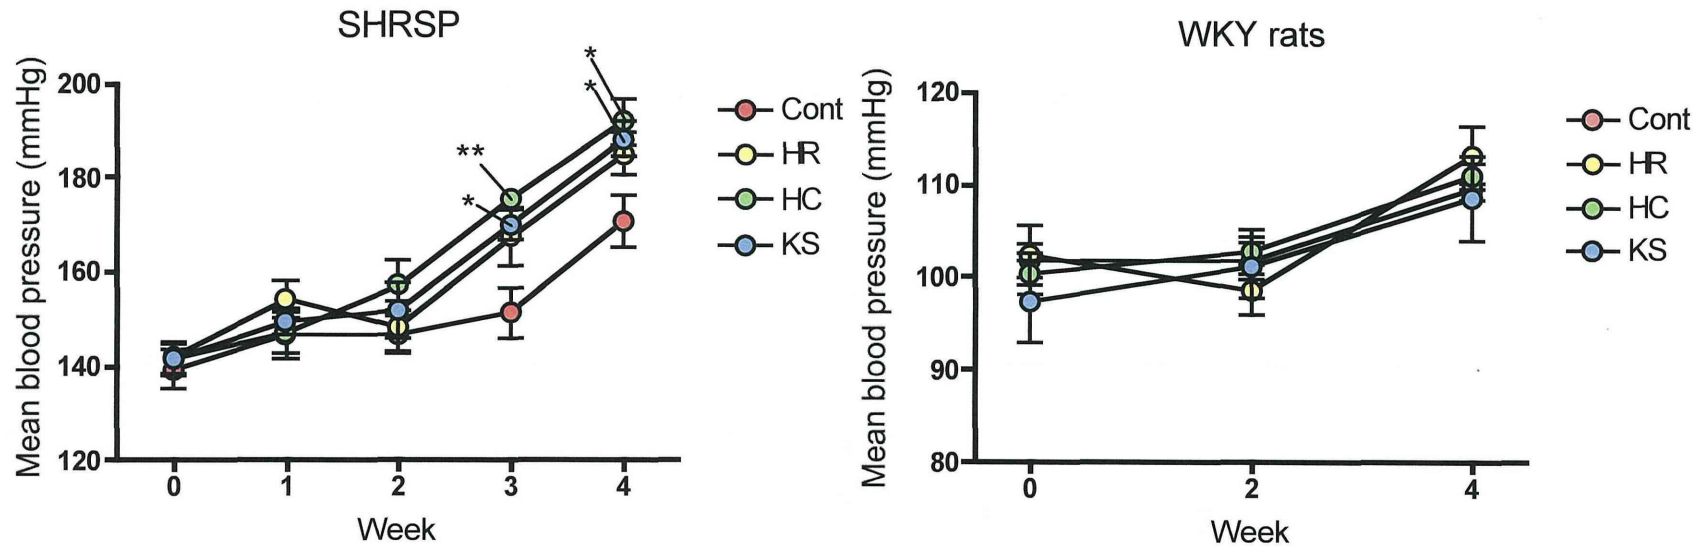 SHRSP
Mean blood pressure (mmHg)
200
180
160
140
120
*
*
**
*
0 1 2 3 4
Week
Cont
HR
HC
KS
WKY rats
Mean blood pressure (mmHg)
120
110
100
90
80
0 2 4
Week
Cont
HR
HC
KS